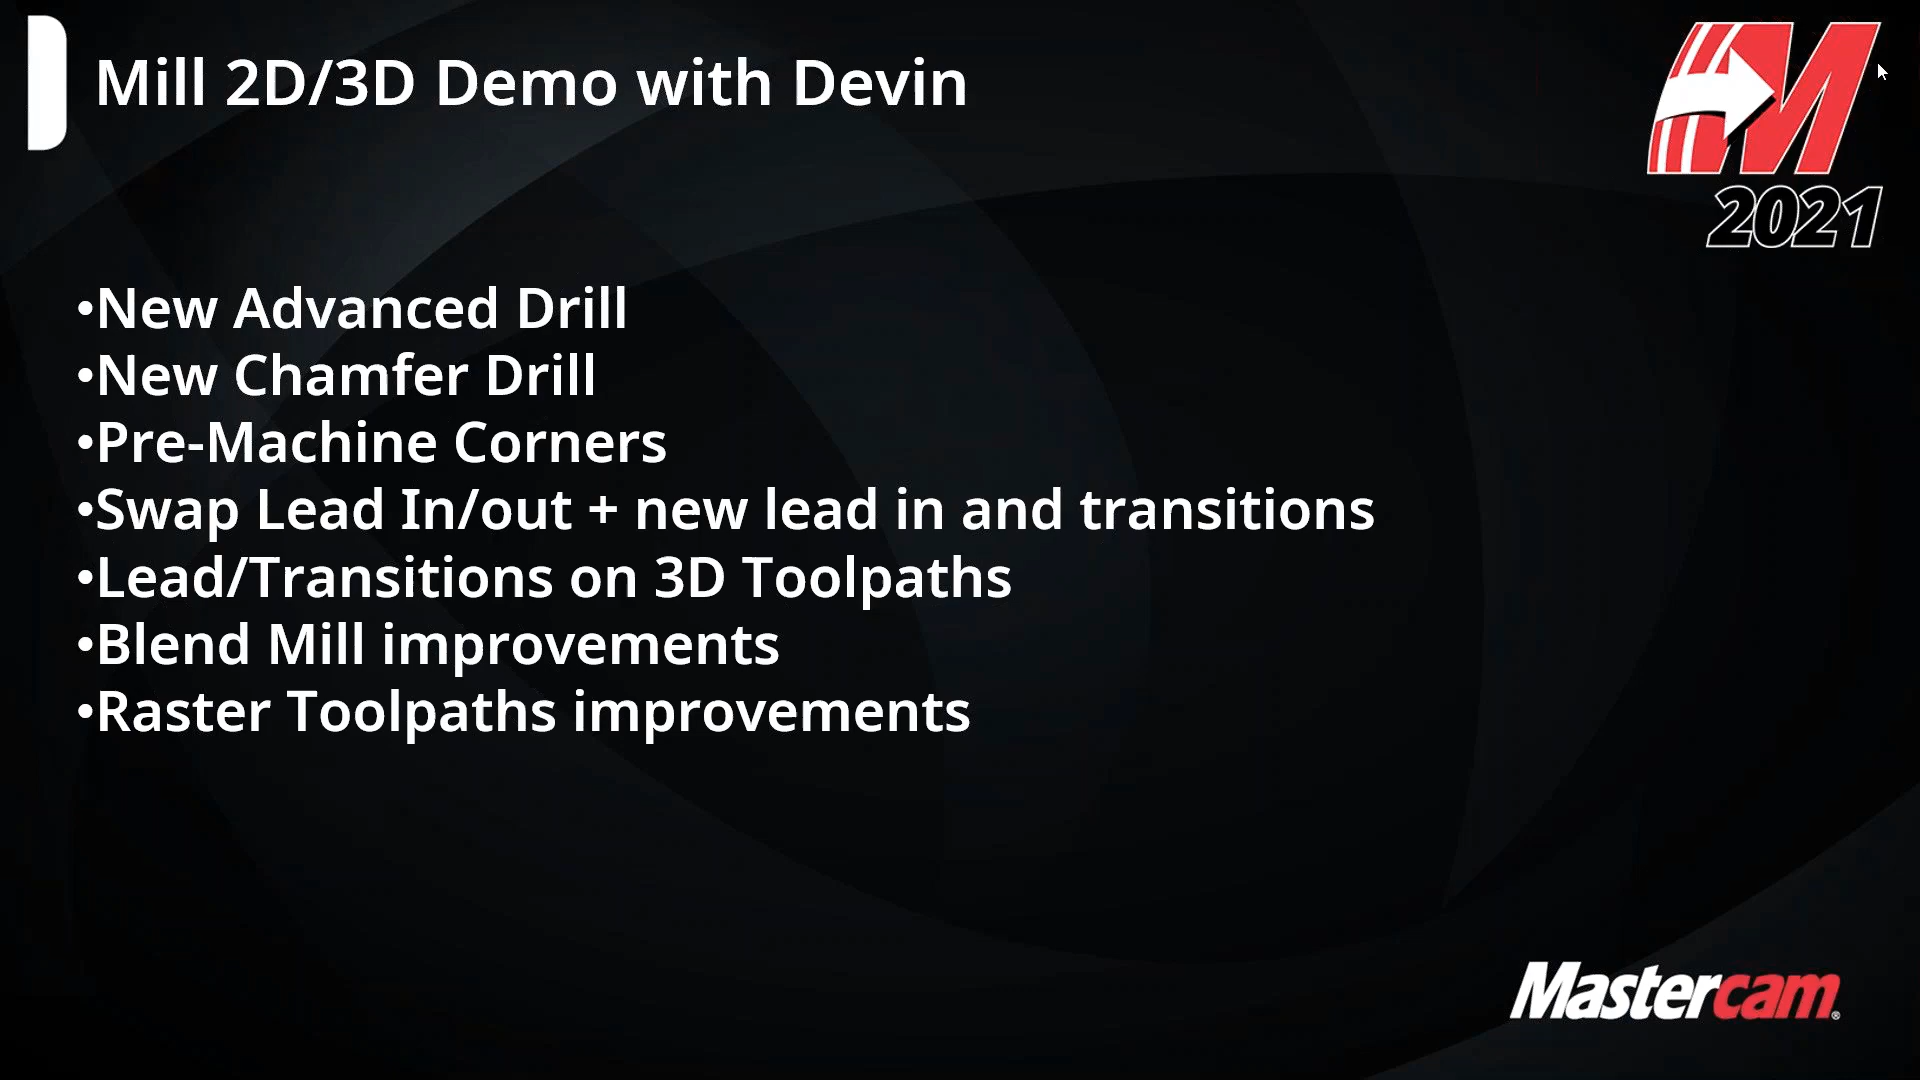 Mill 2D/3D Demo with Devin
M
2021
•New Advanced Drill
•New Chamfer Drill
•Pre-Machine Corners
•Swap Lead In/out + new lead in and transitions
•Lead/Transitions on 3D Toolpaths
•Blend Mill improvements
•Raster Toolpaths improvements
Mastercam®